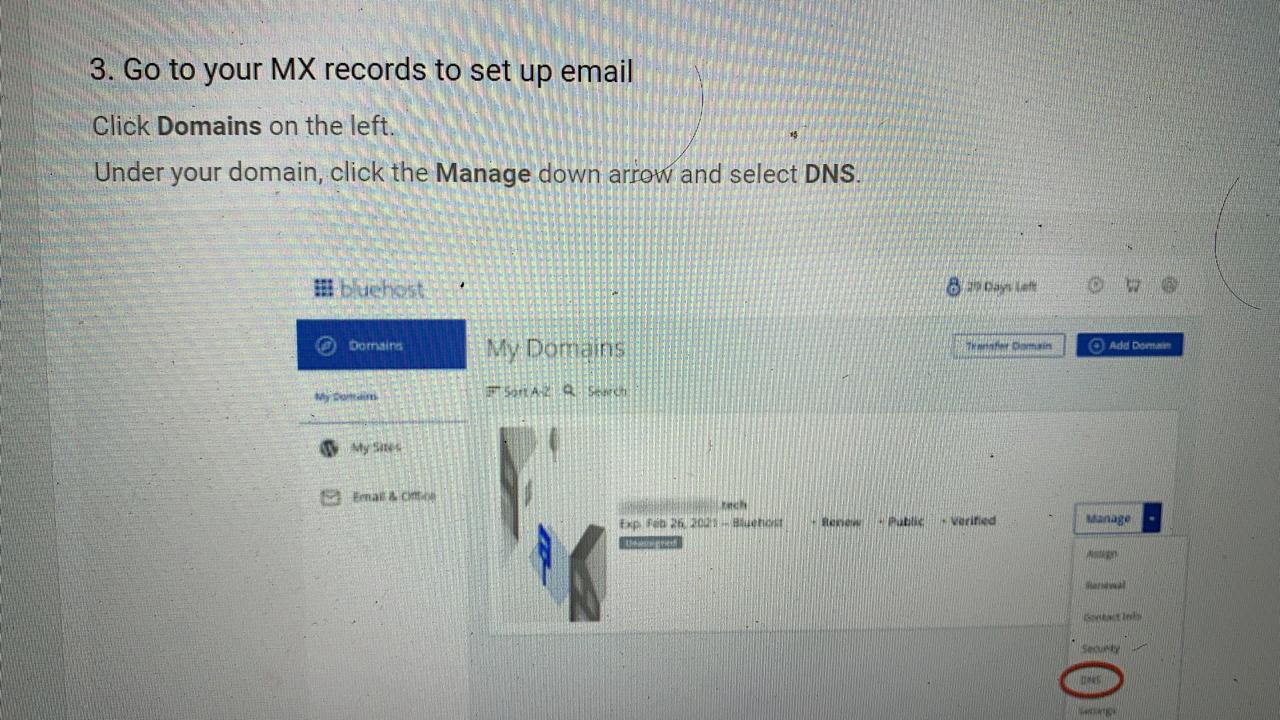 3. Go to your MX records to set up email
Click Domains on the left.
Under your domain, click the Manage down arrow and select DNS.
bluehost
29 Days Left
Domains
My Domains
Transfer Domain
Add Domain
My Domains
Sort A-Z Search
My Sites
Email & Office
.tech
Exp. Feb 26, 2021 – Bluehost • Renew • Public • Verified
Manage
Unassigned
Assign
Renewal
Contact Info
Security
DNS
Settings